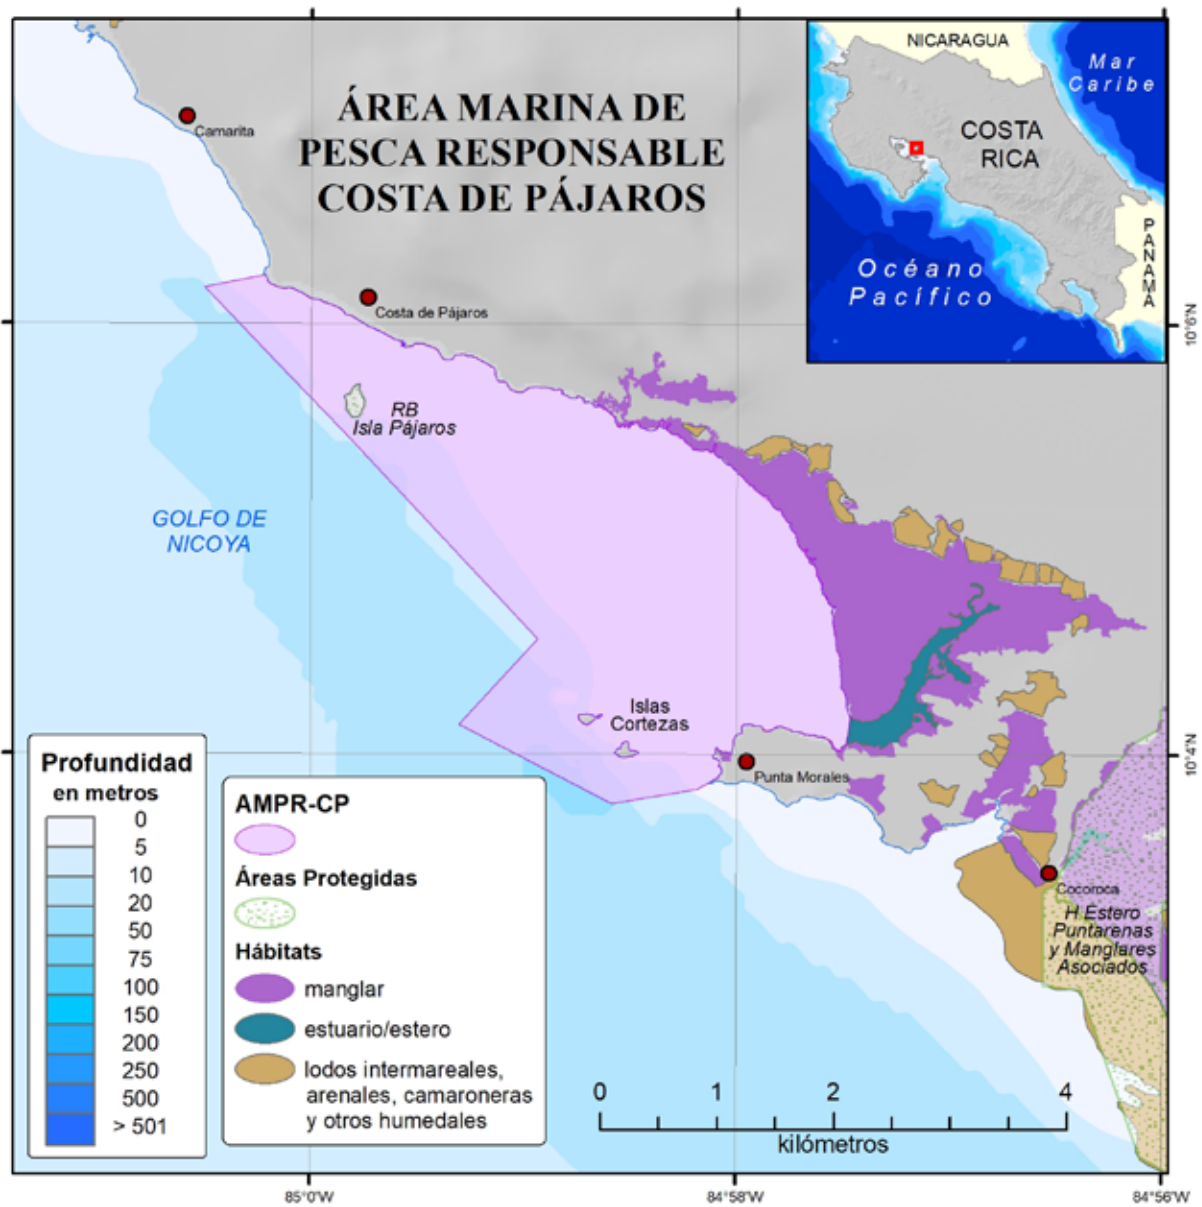 ÁREA MARINA DE
PESCA RESPONSABLE
COSTA DE PÁJAROS
NICARAGUA
Mar
Caribe
COSTA
RICA
PANAMÁ
Océano
Pacífico
Camarita
Costa de Pájaros
10°6'N
RB
Isla Pájaros
GOLFO DE
NICOYA
Islas
Cortezas
Punta Morales
10°4'N
Cocoroca
H Estero
Puntarenas
y Manglares
Asociados
Profundidad
en metros
0
5
10
20
50
75
100
150
200
250
500
> 501
AMPR-CP
Áreas Protegidas
Hábitats
manglar
estuario/estero
lodos intermareales,
arenales, camaroneras
y otros humedales
0 1 2 4
kilómetros
85°0'W
84°58'W
84°56'W